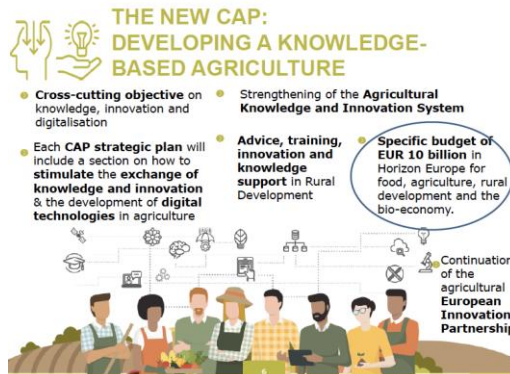 THE NEW CAP:
DEVELOPING A KNOWLEDGE-
BASED AGRICULTURE
Cross-cutting objective on
knowledge, innovation and
digitalisation
Each CAP strategic plan will
include a section on how to
stimulate the exchange of
knowledge and innovation
& the development of digital
technologies in agriculture
Strengthening of the Agricultural
Knowledge and Innovation System
Advice, training,
innovation and
knowledge
support in Rural
Development
Specific budget of
EUR 10 billion in
Horizon Europe for
food, agriculture, rural
development and the
bio-economy.
Continuation
of the
agricultural
European
Innovation
Partnership
6